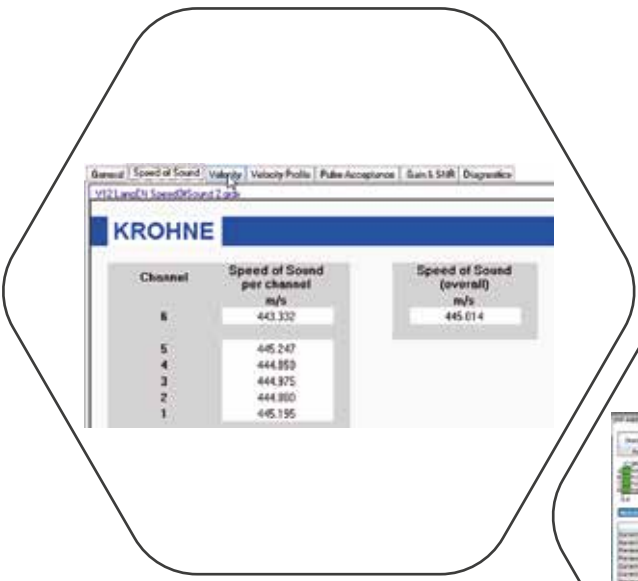 General Speed of Sound Velocity Velocity Profile Pulse Acceptance Gain & SNR Diagnostics
KROHNE
Channel Speed of Sound per channel Speed of Sound (overall)
m/s m/s
6 443.332 445.014
5 445.247
4 444.859
3 444.975
2 444.880
1 445.195